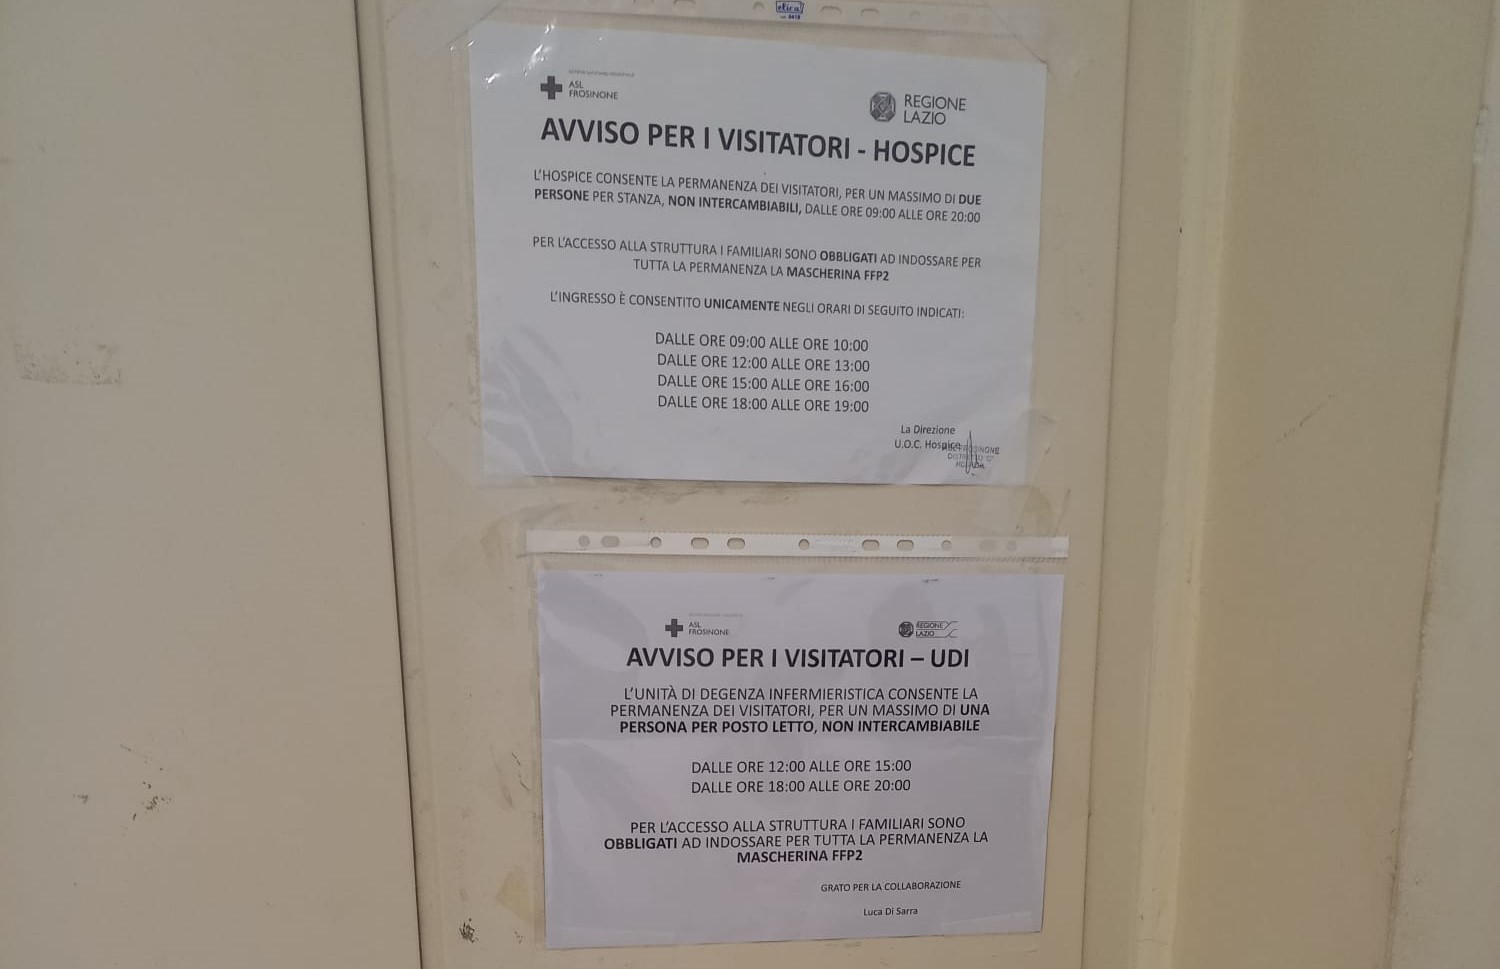 ASL
FROSINONE
REGIONE
LAZIO
AVVISO PER I VISITATORI - HOSPICE
L'HOSPICE CONSENTE LA PERMANENZA DEI VISITATORI, PER UN MASSIMO DI DUE
PERSONE PER STANZA, NON INTERCAMBIABILI, DALLE ORE 09:00 ALLE ORE 20:00
PER L'ACCESSO ALLA STRUTTURA I FAMILIARI SONO OBBLIGATI AD INDOSSARE PER
TUTTA LA PERMANENZA LA MASCHERINA FFP2
L'INGRESSO È CONSENTITO UNICAMENTE NEGLI ORARI DI SEGUITO INDICATI:
DALLE ORE 09:00 ALLE ORE 10:00
DALLE ORE 12:00 ALLE ORE 13:00
DALLE ORE 15:00 ALLE ORE 16:00
DALLE ORE 18:00 ALLE ORE 19:00
La Direzione
U.O.C. Hospice
ASL
FROSINONE
REGIONE
LAZIO
AVVISO PER I VISITATORI – UDI
L'UNITÀ DI DEGENZA INFERMIERISTICA CONSENTE LA
PERMANENZA DEI VISITATORI, PER UN MASSIMO DI UNA
PERSONA PER POSTO LETTO, NON INTERCAMBIABILE
DALLE ORE 12:00 ALLE ORE 15:00
DALLE ORE 18:00 ALLE ORE 20:00
PER L'ACCESSO ALLA STRUTTURA I FAMILIARI SONO
OBBLIGATI AD INDOSSARE PER TUTTA LA PERMANENZA LA
MASCHERINA FFP2
GRATO PER LA COLLABORAZIONE
Luca Di Sarra